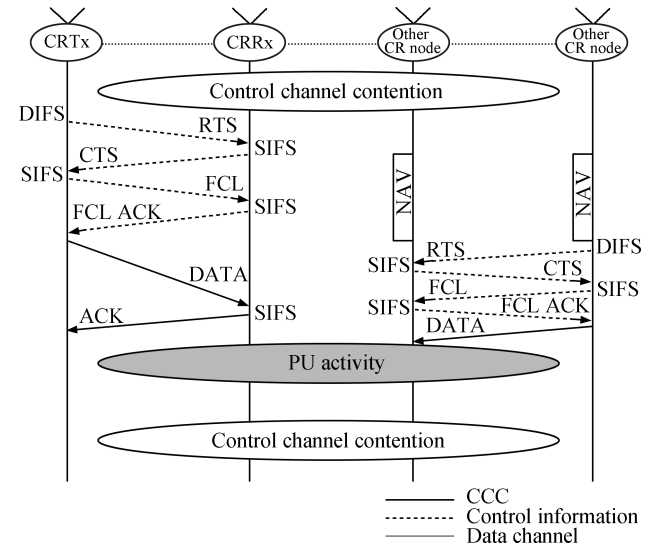 CRTx
CRRx
Other
CR node
Other
CR node
Control channel contention
DIFS
RTS
SIFS
CTS
SIFS
FCL
SIFS
FCL ACK
NAV
NAV
DIFS
RTS
SIFS
CTS
SIFS
FCL
SIFS
FCL ACK
DATA
SIFS
ACK
DATA
PU activity
Control channel contention
CCC
Control information
Data channel